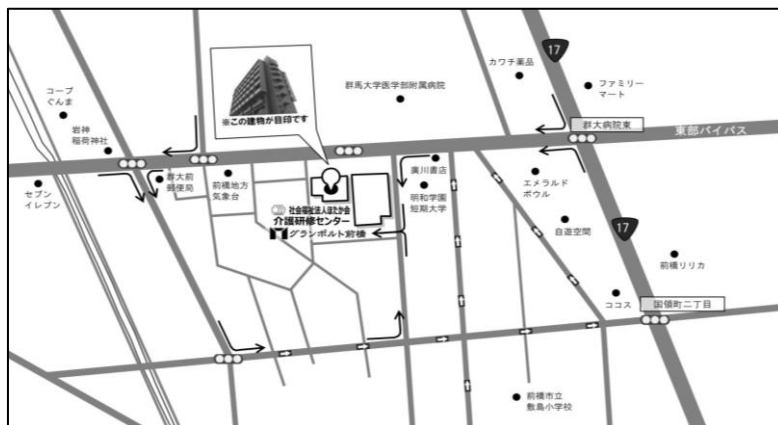 17
カワチ薬品
ファミリー
マート
群馬大学医学部附属病院
コープ
ぐんま
岩神
稲荷神社
※この建物が目印です
群大病院東
東部バイパス
セブン
イレブン
群大前
郵便局
前橋地方
気象台
廣川書店
明和学園
短期大学
エメラルド
ボウル
自遊空間
17
社会福祉法人ほたか会
介護研修センター
グランポルト前橋
前橋リリカ
ココス
国領町二丁目
前橋市立
敷島小学校